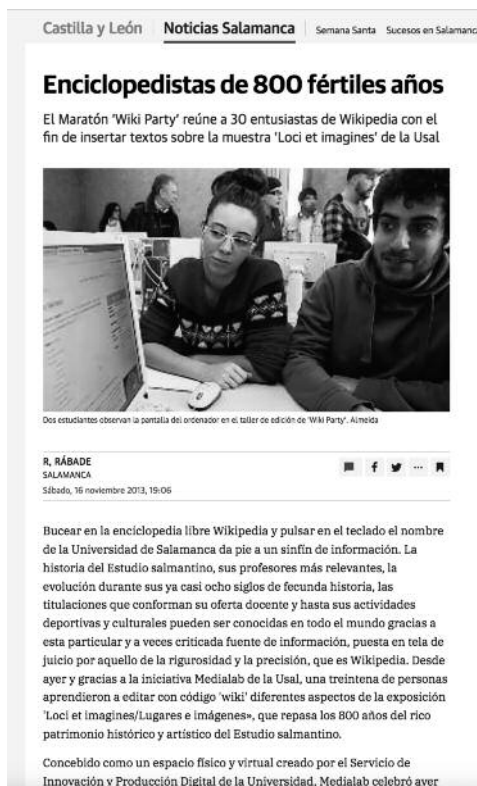 Castilla y León Noticias Salamanca Semana Santa Sucesos en Salamanca
Enciclopedistas de 800 fértiles años
El Maratón 'Wiki Party' reúne a 30 entusiastas de Wikipedia con el
fin de insertar textos sobre la muestra 'Loci et imagines' de la Usal
Dos estudiantes observan la pantalla del ordenador en el taller de edición de 'Wiki Party'. Almeida
R, RÁBADE
SALAMANCA
Sábado, 16 noviembre 2013, 19:06
Bucear en la enciclopedia libre Wikipedia y pulsar en el teclado el nombre
de la Universidad de Salamanca da pie a un sinfín de información. La
historia del Estudio salmantino, sus profesores más relevantes, la
evolución durante sus ya casi ocho siglos de fecunda historia, las
titulaciones que conforman su oferta docente y hasta sus actividades
deportivas y culturales pueden ser conocidas en todo el mundo gracias a
esta particular y a veces criticada fuente de información, puesta en tela de
juicio por aquello de la rigurosidad y la precisión, que es Wikipedia. Desde
ayer y gracias a la iniciativa Medialab de la Usal, una treintena de personas
aprendieron a editar con código 'wiki' diferentes aspectos de la exposición
'Loci et imagines/Lugares e imágenes», que repasa los 800 años del rico
patrimonio histórico y artístico del Estudio salmantino.
Concebido como un espacio físico y virtual creado por el Servicio de
Innovación y Producción Digital de la Universidad, Medialab celebró ayer